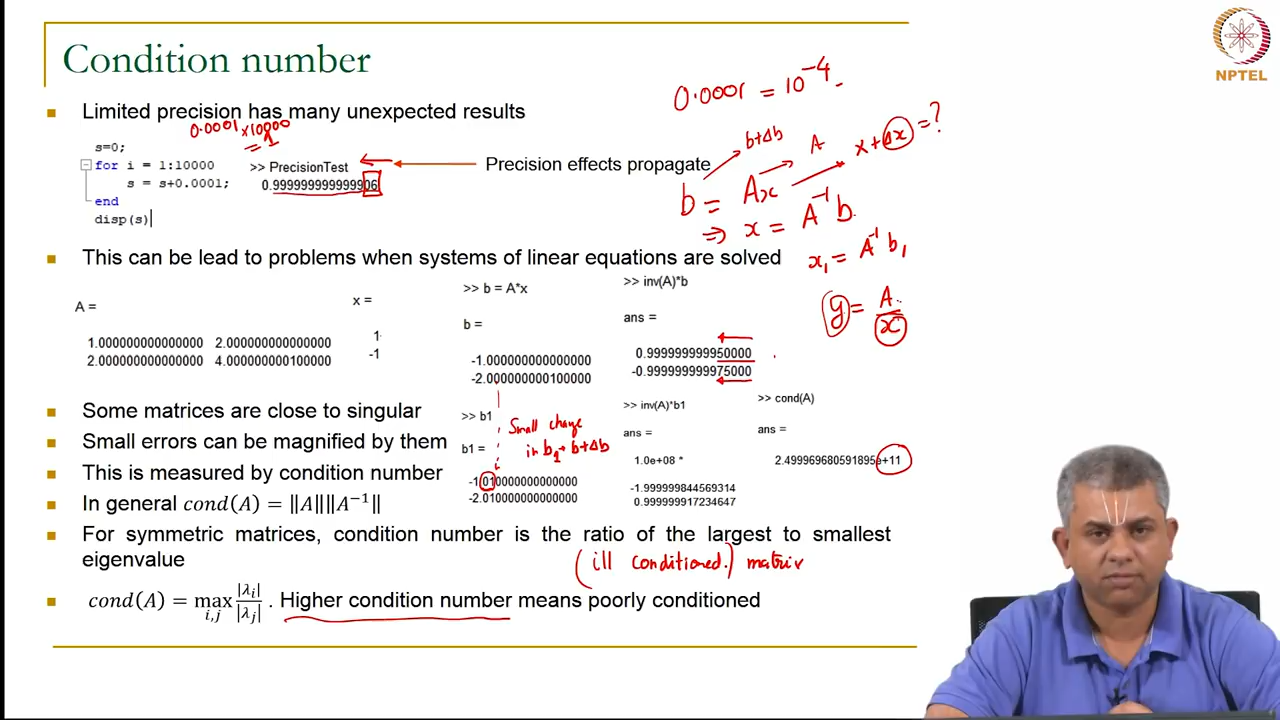 Condition number
NPTEL
Limited precision has many unexpected results
0.0001 = 10^-4
0.0001 × 10000
= 1
s=0;
for i = 1:10000
s = s+0.0001;
end
disp(s)
>> PrecisionTest
0.999999999999906
Precision effects propagate
b+Δb
A
x + Δx = ?
b = Ax
⇒ x = A^-1 b.
x₁ = A^-1 b₁
y = A / x
This can be lead to problems when systems of linear equations are solved
A =
1.000000000000000 2.000000000000000
2.000000000000000 4.000000000100000
x =
1
-1
>> b = A*x
b =
-1.000000000000000
-2.000000000100000
>> inv(A)*b
ans =
0.999999999950000
-0.999999999975000
Some matrices are close to singular
Small errors can be magnified by them
This is measured by condition number
>> b1
b1 =
-1.010000000000000
-2.010000000000000
Small change
in b₁ → b+Δb
>> inv(A)*b1
ans =
1.0e+08 *
-1.999999844569314
0.999999917234647
>> cond(A)
ans =
2.499969680591895e+11
In general cond(A) = ‖A‖‖A⁻¹‖
For symmetric matrices, condition number is the ratio of the largest to smallest
eigenvalue
(ill conditioned.) matrix
cond(A) = max i,j |λi| / |λj| . Higher condition number means poorly conditioned